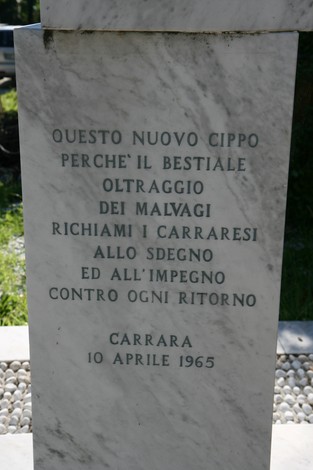 QUESTO NUOVO CIPPO
PERCHE' IL BESTIALE
OLTRAGGIO
DEI MALVAGI
RICHIAMI I CARRARESI
ALLO SDEGNO
ED ALL'IMPEGNO
CONTRO OGNI RITORNO
CARRARA
10 APRILE 1965